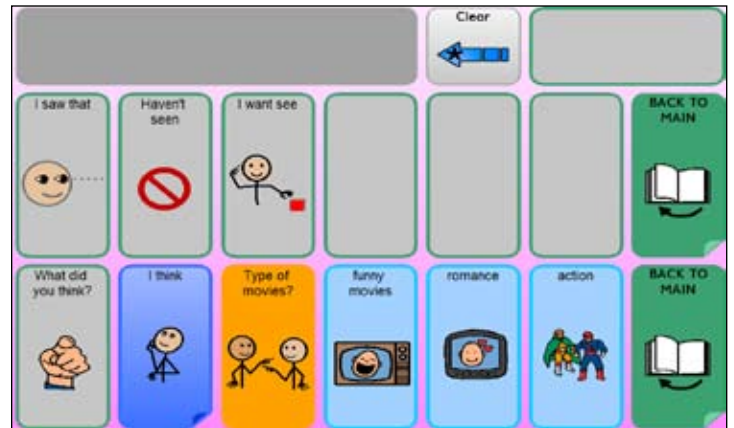 Clear
I saw that
Haven't
seen
I want see
BACK TO
MAIN
What did
you think?
I think
Type of
movies?
funny
movies
romance
action
BACK TO
MAIN